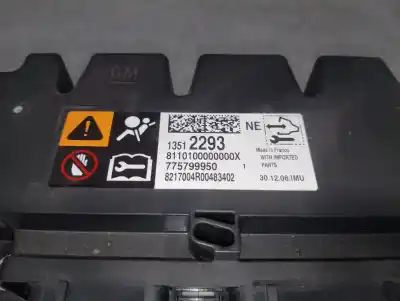 GM
NE
1351 2293
8110100000000X
775799950 1
8217004R00483402
Made in France
WITH IMPORTED
PARTS
30.12.06 IMU